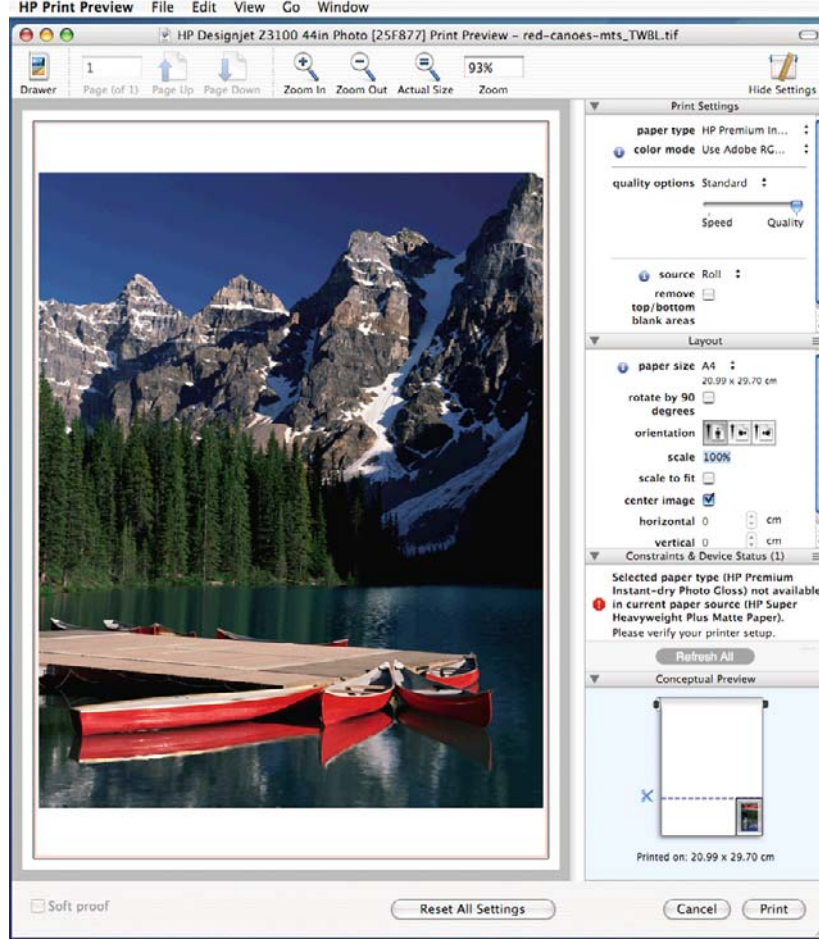 HP Print Preview File Edit View Go Window
HP Designjet Z3100 44in Photo [25F877] Print Preview – red-canoes-mts_TWBL.tif
1
93%
Drawer Page (of 1) Page Up Page Down Zoom In Zoom Out Actual Size Zoom Hide Settings
Print Settings
paper type HP Premium In...
color mode Use Adobe RG...
quality options Standard
Speed Quality
source Roll
remove
top/bottom
blank areas
Layout
paper size A4
20.99 x 29.70 cm
rotate by 90
degrees
orientation
scale 100%
scale to fit
center image
horizontal 0 cm
vertical 0 cm
Constraints & Device Status (1)
Selected paper type (HP Premium
Instant-dry Photo Gloss) not available
in current paper source (HP Super
Heavyweight Plus Matte Paper).
Please verify your printer setup.
Refresh All
Conceptual Preview
Printed on: 20.99 x 29.70 cm
Soft proof Reset All Settings Cancel Print